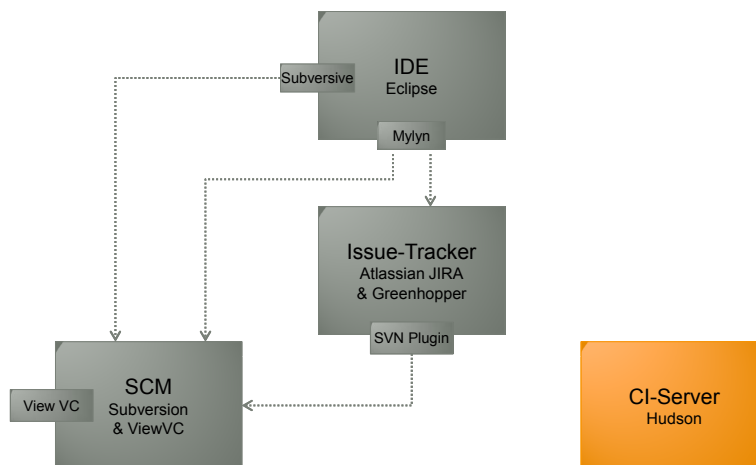 Subversive
IDE
Eclipse
Mylyn
Issue-Tracker
Atlassian JIRA
& Greenhopper
SVN Plugin
View VC
SCM
Subversion
& ViewVC
CI-Server
Hudson